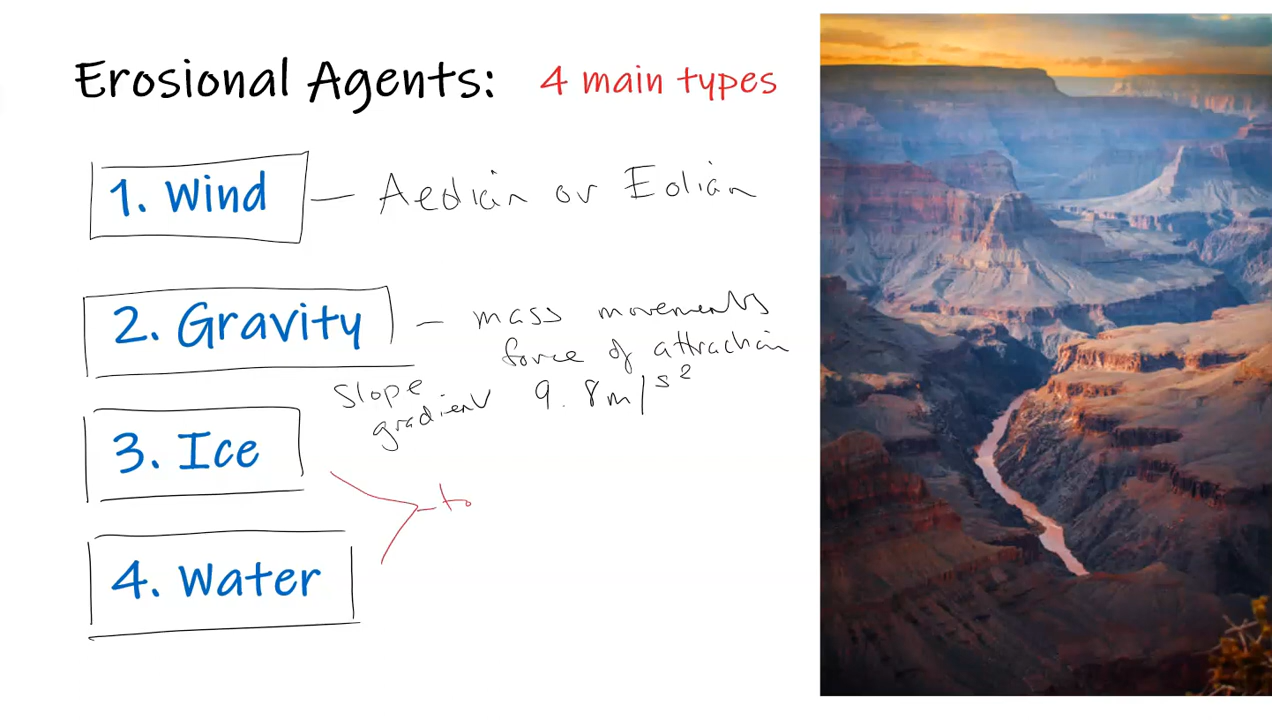 Erosional Agents: 4 main types
1. Wind — Aeolian or Eolian
2. Gravity — mass movements
force of attraction
slope
gradient 9.8m/s²
3. Ice
— to
4. Water